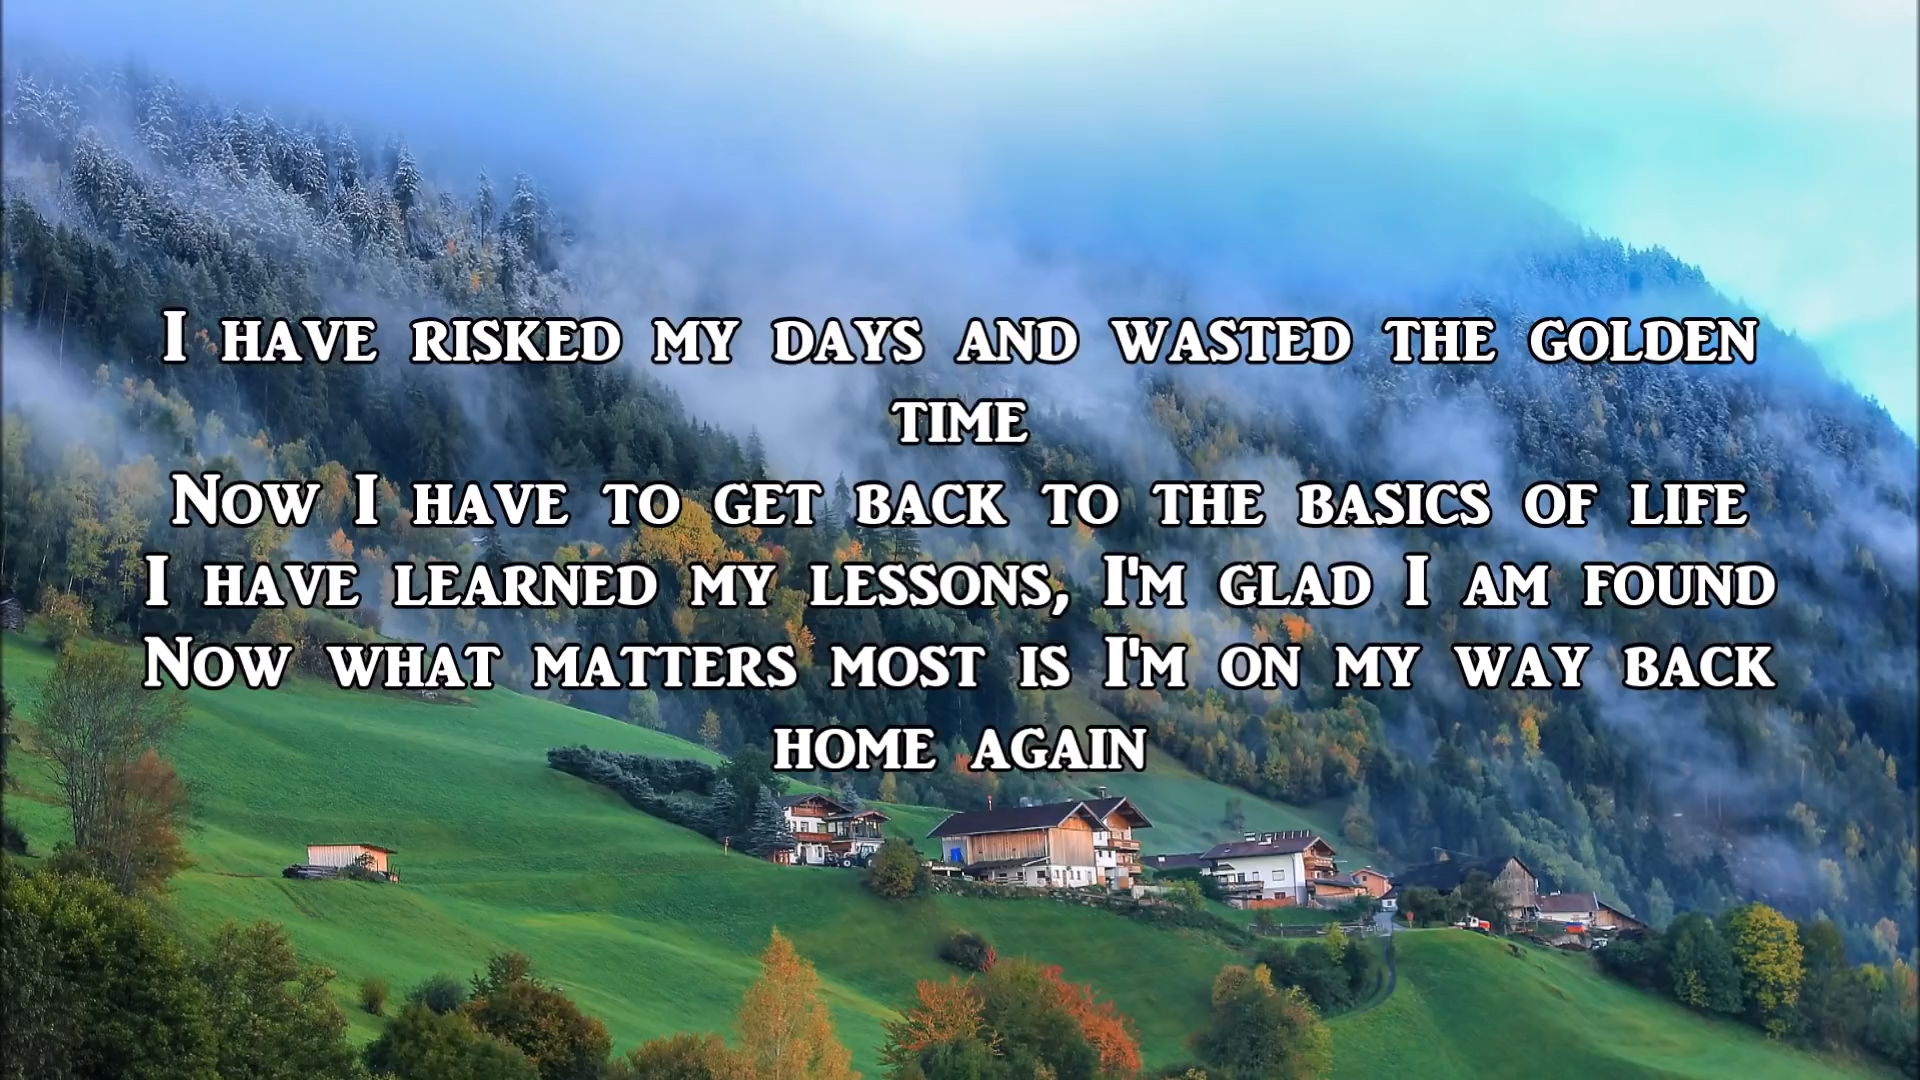 I have risked my days and wasted the golden
time
Now I have to get back to the basics of life
I have learned my lessons, I'm glad I am found
Now what matters most is I'm on my way back
home again